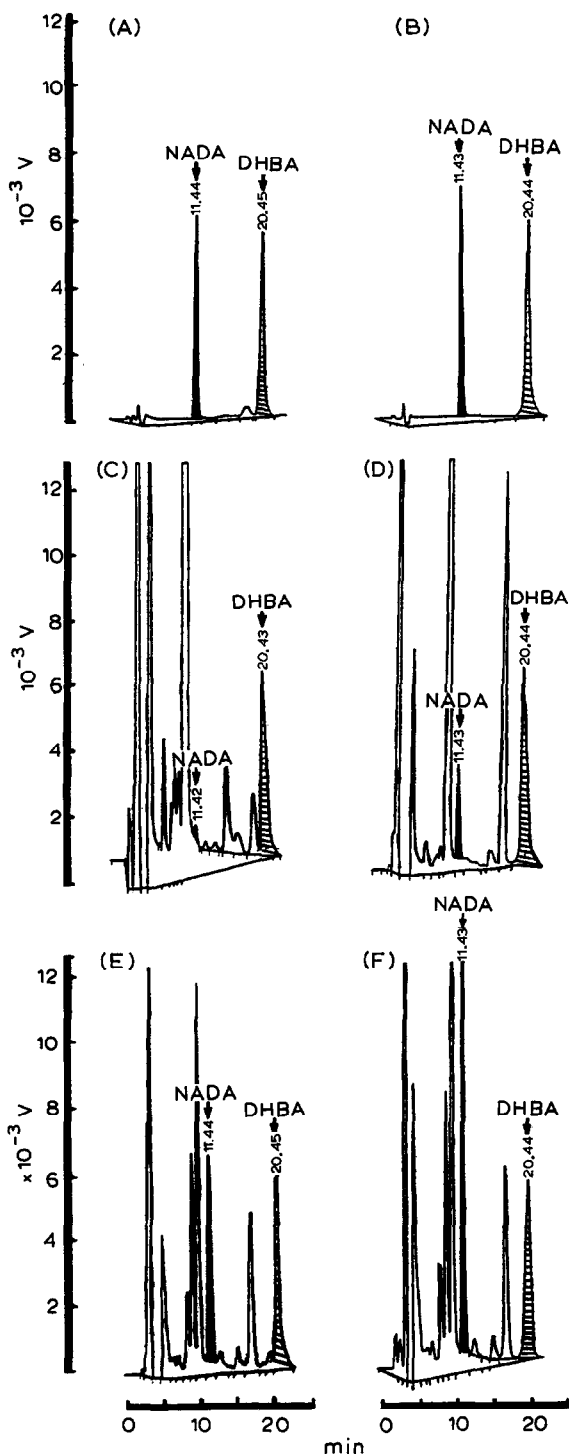 (A)
(B)
12
10
8
6
4
2
10⁻³ V
NADA
11.44
DHBA
20.45
NADA
11.43
DHBA
20.44
(C)
(D)
12
10
8
6
4
2
10⁻³ V
NADA
11.42
DHBA
20.43
NADA
11.43
DHBA
20.44
(E)
(F)
12
10
8
6
4
2
×10⁻³ V
NADA
11.44
DHBA
20.45
NADA
11.43
DHBA
20.44
0 10 20
0 10 20
min